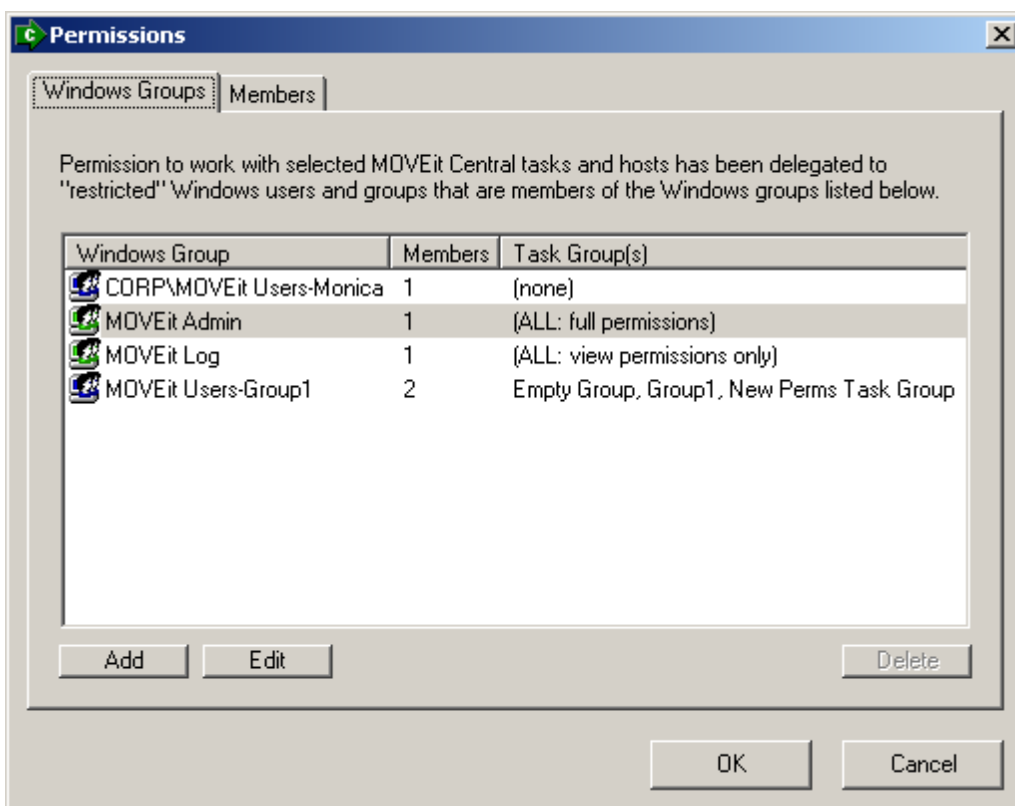 Permissions
Windows Groups Members
Permission to work with selected MOVEit Central tasks and hosts has been delegated to
"restricted" Windows users and groups that are members of the Windows groups listed below.
Windows Group Members Task Group(s)
CORP\MOVEit Users-Monica 1 (none)
MOVEit Admin 1 (ALL: full permissions)
MOVEit Log 1 (ALL: view permissions only)
MOVEit Users-Group1 2 Empty Group, Group1, New Perms Task Group
Add Edit Delete
OK Cancel